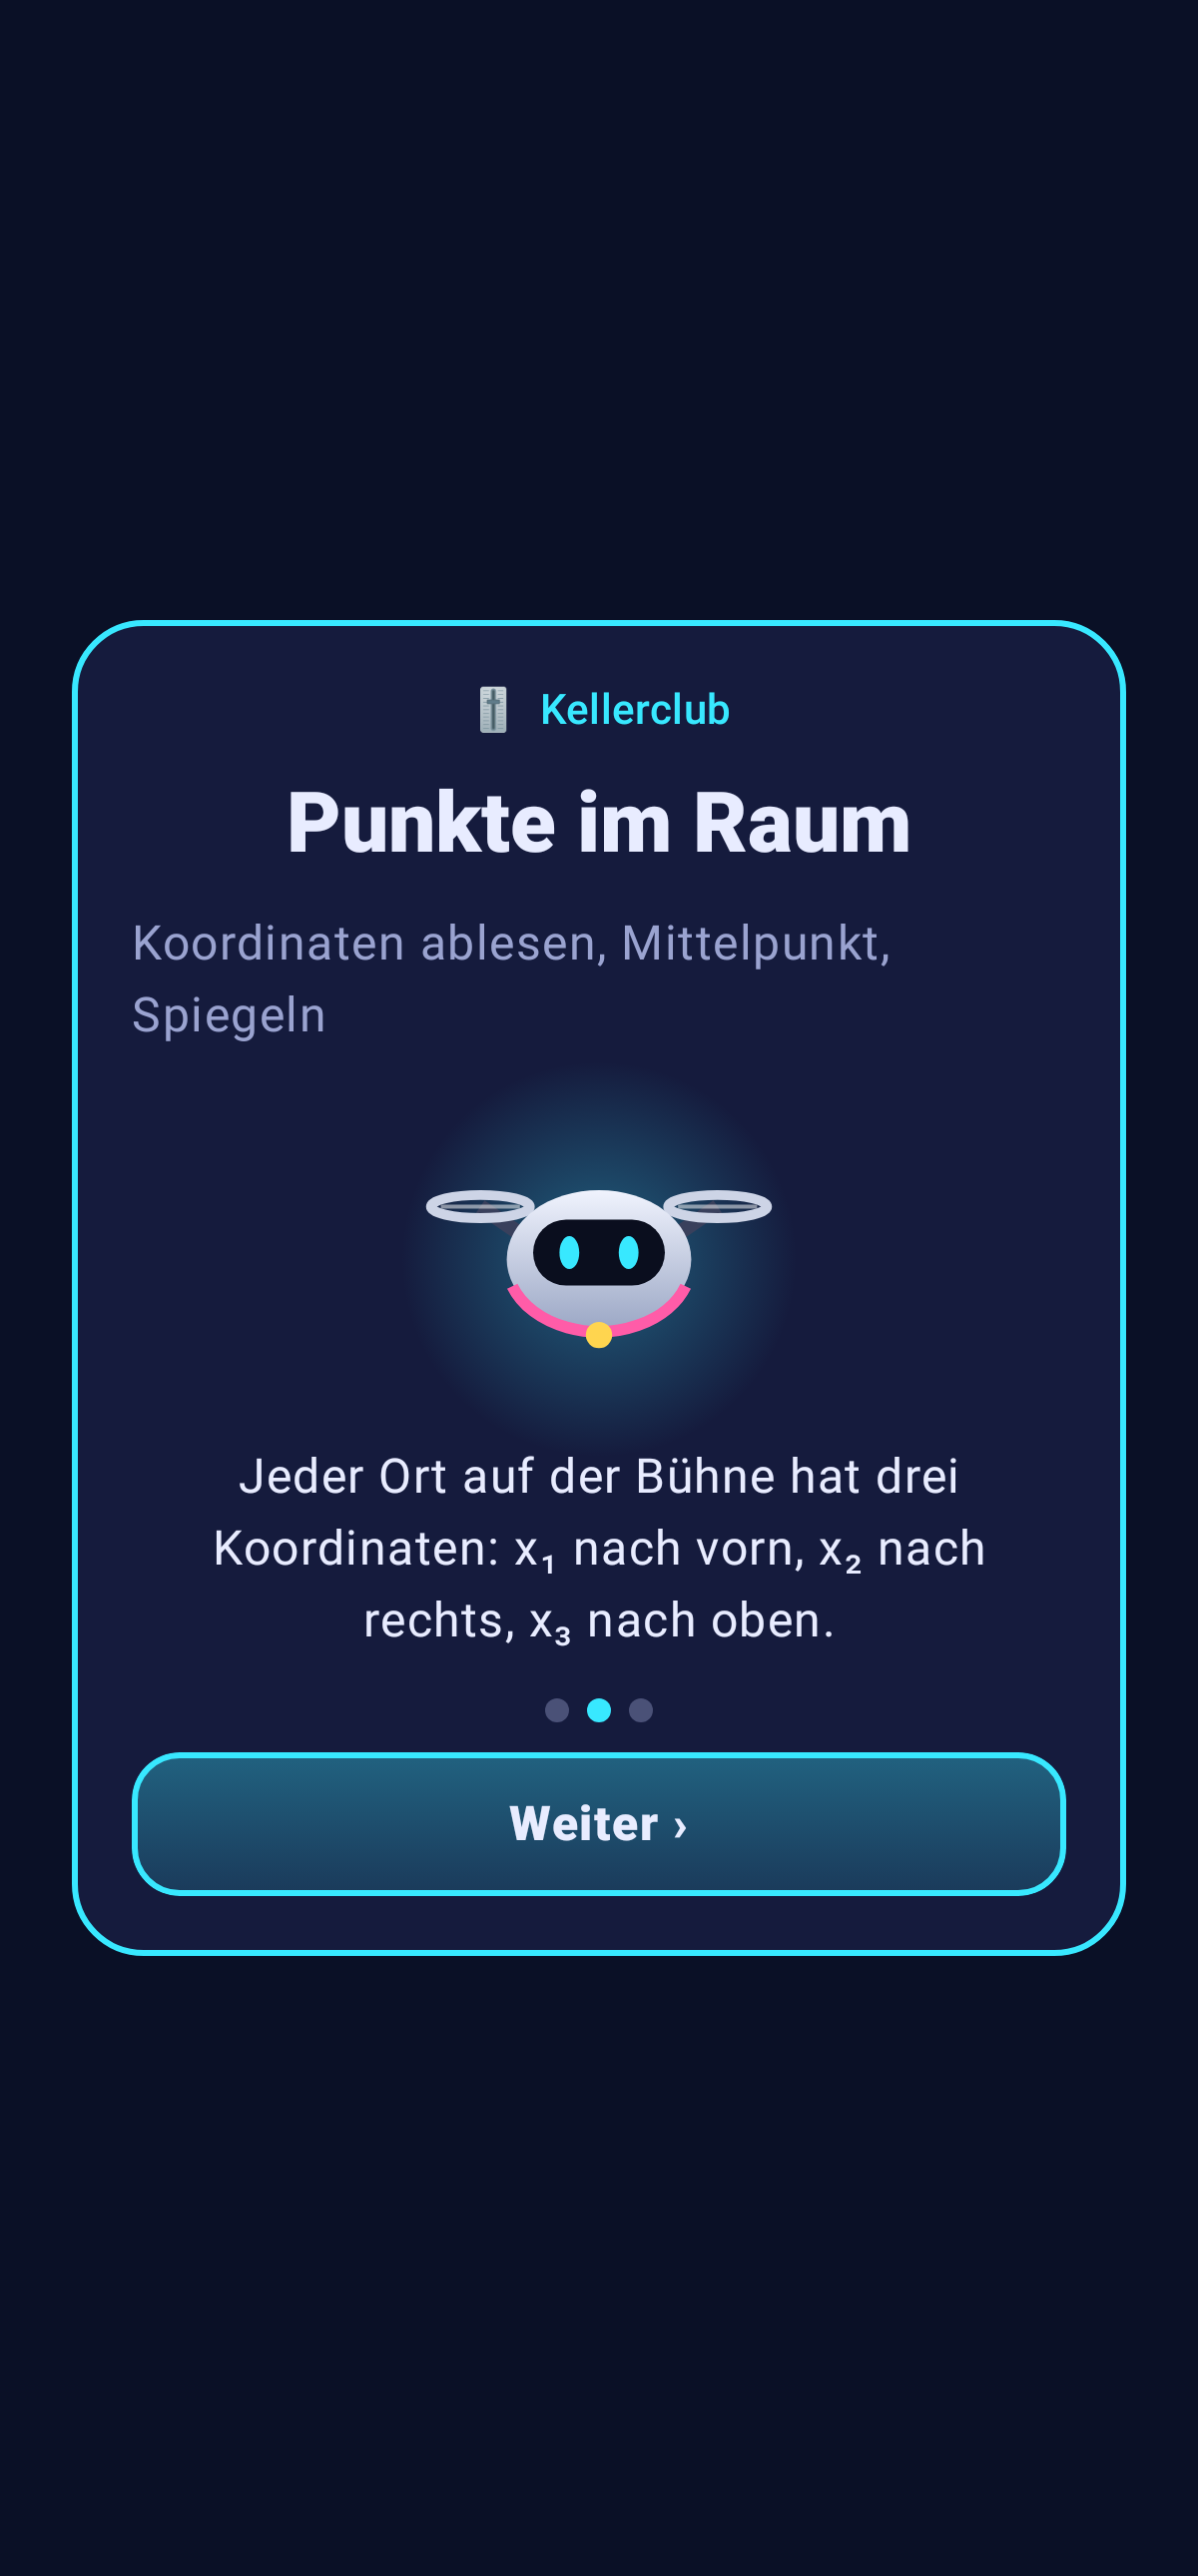 Kellerclub
Punkte im Raum
Koordinaten ablesen, Mittelpunkt,
Spiegeln
Jeder Ort auf der Bühne hat drei
Koordinaten: x₁ nach vorn, x₂ nach
rechts, x₃ nach oben.
Weiter ›